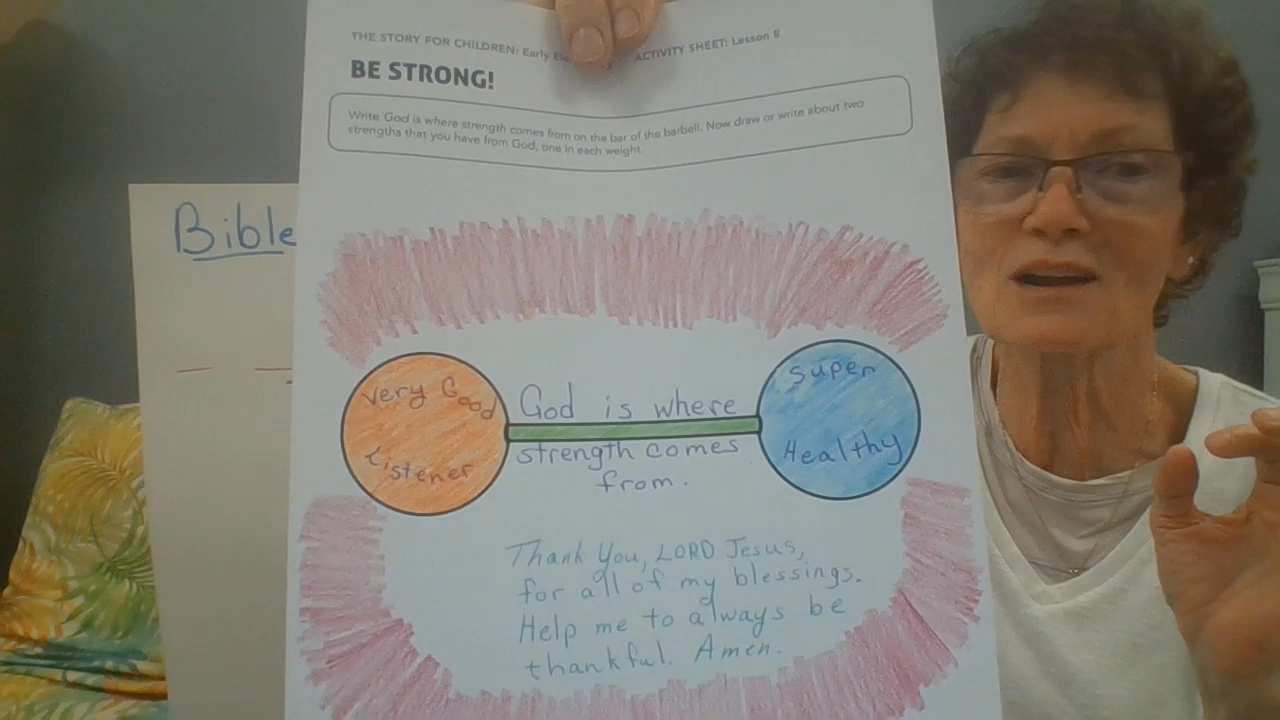 THE STORY FOR CHILDREN: Early ACTIVITY SHEET: Lesson 8
BE STRONG!
Write God is where strength comes from on the bar of the barbell. Now draw or write about two
strengths that you have from God, one in each weight.
Bible
Very Good
Listener
God is where
strength comes
from.
Super
Healthy
Thank You, LORD Jesus,
for all of my blessings.
Help me to always be
thankful. Amen.